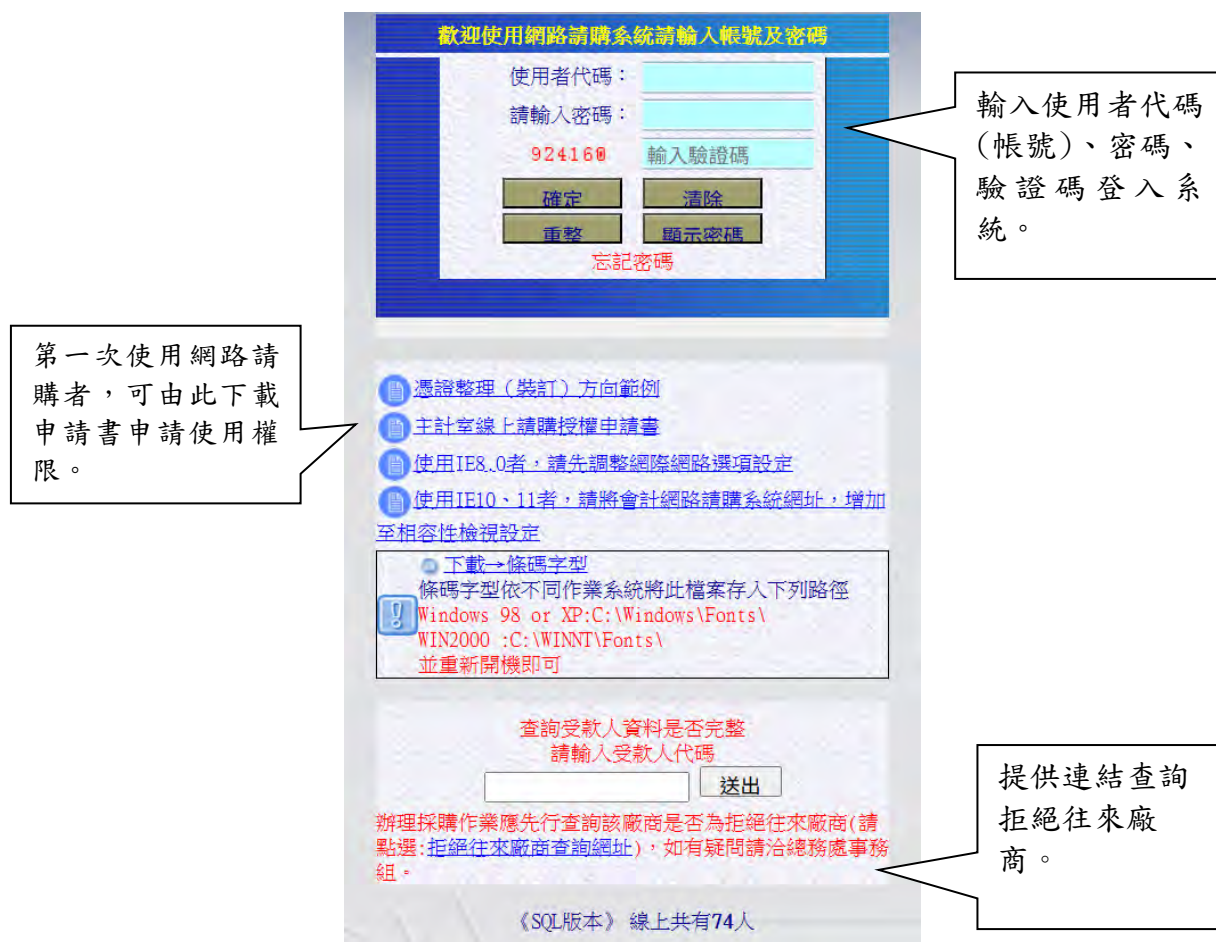 歡迎使用網路請購系統請輸入帳號及密碼
使用者代碼：
請輸入密碼：
924160 輸入驗證碼
確定 清除
重整 顯示密碼
忘記密碼
輸入使用者代碼
(帳號)、密碼、
驗證碼登入系
統。
第一次使用網路請
購者，可由此下載
申請書申請使用權
限。
憑證整理（裝訂）方向範例
主計室線上請購授權申請書
使用IE8.0者，請先調整網際網路選項設定
使用IE10、11者，請將會計網路請購系統網址，增加
至相容性檢視設定
下載→條碼字型
條碼字型依不同作業系統將此檔案存入下列路徑
Windows 98 or XP:C:\Windows\Fonts\
WIN2000 :C:\WINNT\Fonts\
並重新開機即可
查詢受款人資料是否完整
請輸入受款人代碼
送出
辦理採購作業應先行查詢該廠商是否為拒絕往來廠商(請
點選:拒絕往來廠商查詢網址)，如有疑問請洽總務處事務
組。
提供連結查詢
拒絕往來廠
商。
《SQL版本》 線上共有74人